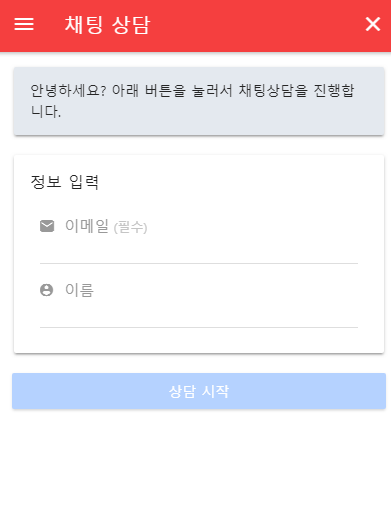 채팅 상담
안녕하세요? 아래 버튼을 눌러서 채팅상담을 진행합
니다.
정보 입력
이메일 (필수)
이름
상담 시작